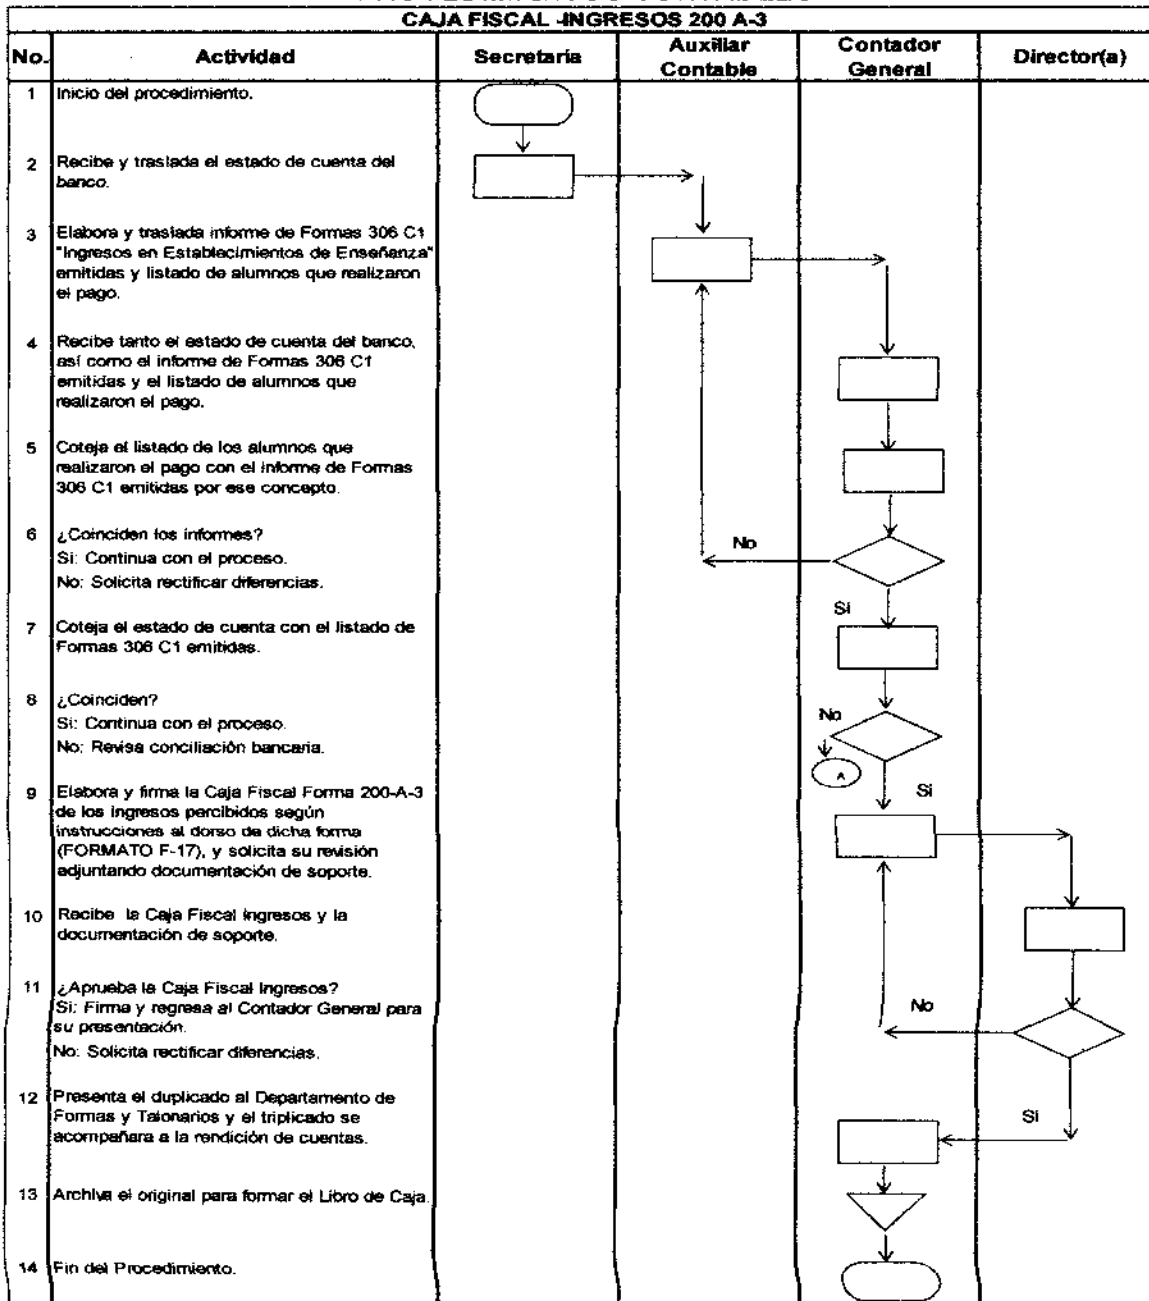 CAJA FISCAL -INGRESOS 200 A-3
No.
Actividad
Secretaría
Auxiliar
Contable
Contador
General
Director(a)
1 Inicio del procedimiento.
2 Recibe y traslada el estado de cuenta del
banco.
3 Elabora y traslada informe de Formas 306 C1
"Ingresos en Establecimientos de Enseñanza"
emitidas y listado de alumnos que realizaron
el pago.
4 Recibe tanto el estado de cuenta del banco,
así como el informe de Formas 306 C1
emitidas y el listado de alumnos que
realizaron el pago.
5 Coteja el listado de los alumnos que
realizaron el pago con el informe de Formas
306 C1 emitidas por ese concepto.
6 ¿Coinciden los informes?
Si: Continua con el proceso.
No: Solicita rectificar diferencias.
No
Si
7 Coteja el estado de cuenta con el listado de
Formas 306 C1 emitidas.
8 ¿Coinciden?
Si: Continua con el proceso.
No: Revisa conciliación bancaria.
No
A
Si
9 Elabora y firma la Caja Fiscal Forma 200-A-3
de los ingresos percibidos según
instrucciones al dorso de dicha forma
(FORMATO F-17), y solicita su revisión
adjuntando documentación de soporte.
10 Recibe la Caja Fiscal Ingresos y la
documentación de soporte.
11 ¿Aprueba la Caja Fiscal Ingresos?
Si: Firma y regresa al Contador General para
su presentación.
No: Solicita rectificar diferencias.
No
Si
12 Presenta el duplicado al Departamento de
Formas y Talonarios y el triplicado se
acompañara a la rendición de cuentas.
13 Archiva el original para formar el Libro de Caja.
14 Fin del Procedimiento.